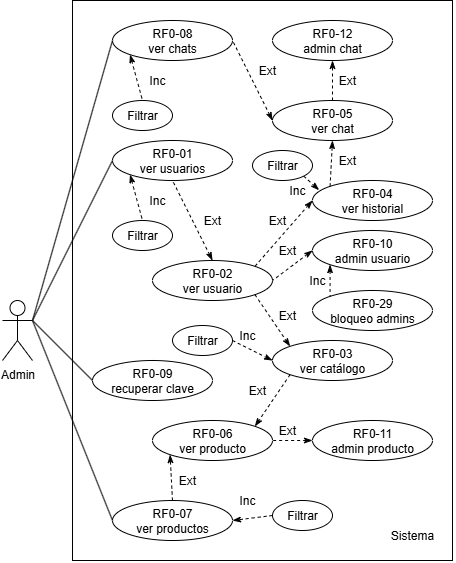 RF0-08
ver chats
RF0-12
admin chat
Inc
Ext
Ext
Filtrar
RF0-05
ver chat
RF0-01
ver usuarios
Filtrar
Ext
Inc
RF0-04
ver historial
Inc
Filtrar
Ext
Ext
RF0-10
admin usuario
Ext
RF0-02
ver usuario
Inc
RF0-29
bloqueo admins
Ext
Filtrar
Inc
RF0-03
ver catálogo
Admin
RF0-09
recuperar clave
Ext
RF0-06
ver producto
Ext
RF0-11
admin producto
Ext
RF0-07
ver productos
Inc
Filtrar
Sistema